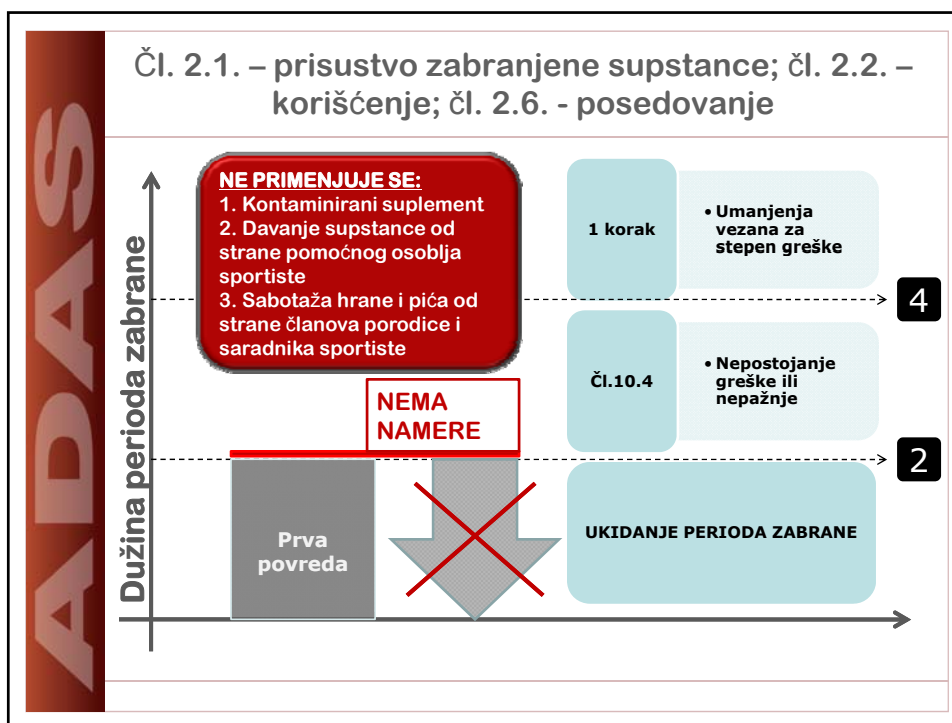 ADAS
Čl. 2.1. – prisustvo zabranjene supstance; čl. 2.2. –
korišćenje; čl. 2.6. - posedovanje
Dužina perioda zabrane
NE PRIMENJUJE SE:
1. Kontaminirani suplement
2. Davanje supstance od
strane pomoćnog osoblja
sportiste
3. Sabotaža hrane i pića od
strane članova porodice i
saradnika sportiste
NEMA
NAMERE
Prva
povreda
1 korak
• Umanjenja
vezana za
stepen greške
4
Čl.10.4
• Nepostojanje
greške ili
nepažnje
2
UKIDANJE PERIODA ZABRANE